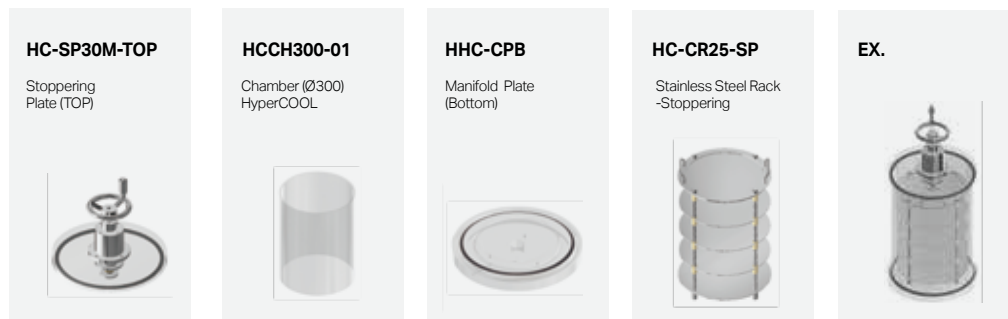 HC-SP30M-TOP
Stoppering
Plate (TOP)
HCCH300-01
Chamber (Ø300)
HyperCOOL
HHC-CPB
Manifold Plate
(Bottom)
HC-CR25-SP
Stainless Steel Rack
-Stoppering
EX.